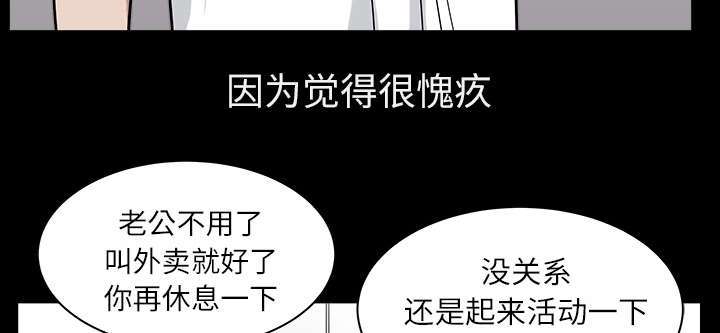 因为觉得很愧疚
老公不用了
叫外卖就好了
你再休息一下
没关系
还是起来活动一下